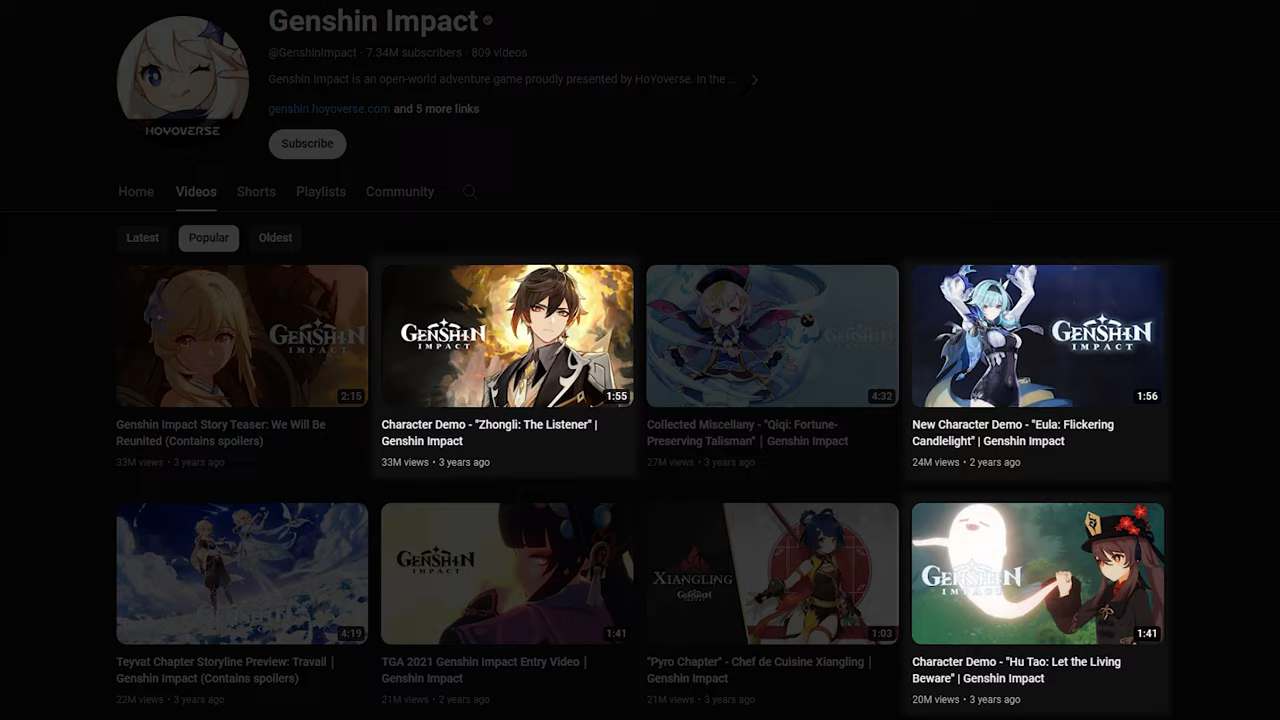 Genshin Impact
@GenshinImpact · 7.34M subscribers · 809 videos
Genshin Impact is an open-world adventure game proudly presented by HoYoverse. In the ...
genshin.hoyoverse.com and 5 more links
HOYOVERSE
Subscribe
Home Videos Shorts Playlists Community
Latest Popular Oldest
GENSHIN
IMPACT
2:15
GENSHIN
IMPACT
1:55
GENSHIN
IMPACT
4:32
GENSHIN
IMPACT
1:56
Genshin Impact Story Teaser: We Will Be
Reunited (Contains spoilers)
33M views • 3 years ago
Character Demo - "Zhongli: The Listener" |
Genshin Impact
33M views • 3 years ago
Collected Miscellany - "Qiqi: Fortune-
Preserving Talisman" | Genshin Impact
27M views • 3 years ago
New Character Demo - "Eula: Flickering
Candlelight" | Genshin Impact
24M views • 2 years ago
4:19
GENSHIN
IMPACT
1:41
XIANGLING
GENSHIN
IMPACT
1:03
GENSHIN
IMPACT
1:41
Teyvat Chapter Storyline Preview: Travail |
Genshin Impact (Contains spoilers)
22M views • 3 years ago
TGA 2021 Genshin Impact Entry Video |
Genshin Impact
21M views • 2 years ago
"Pyro Chapter" - Chef de Cuisine Xiangling |
Genshin Impact
21M views • 3 years ago
Character Demo - "Hu Tao: Let the Living
Beware" | Genshin Impact
20M views • 3 years ago